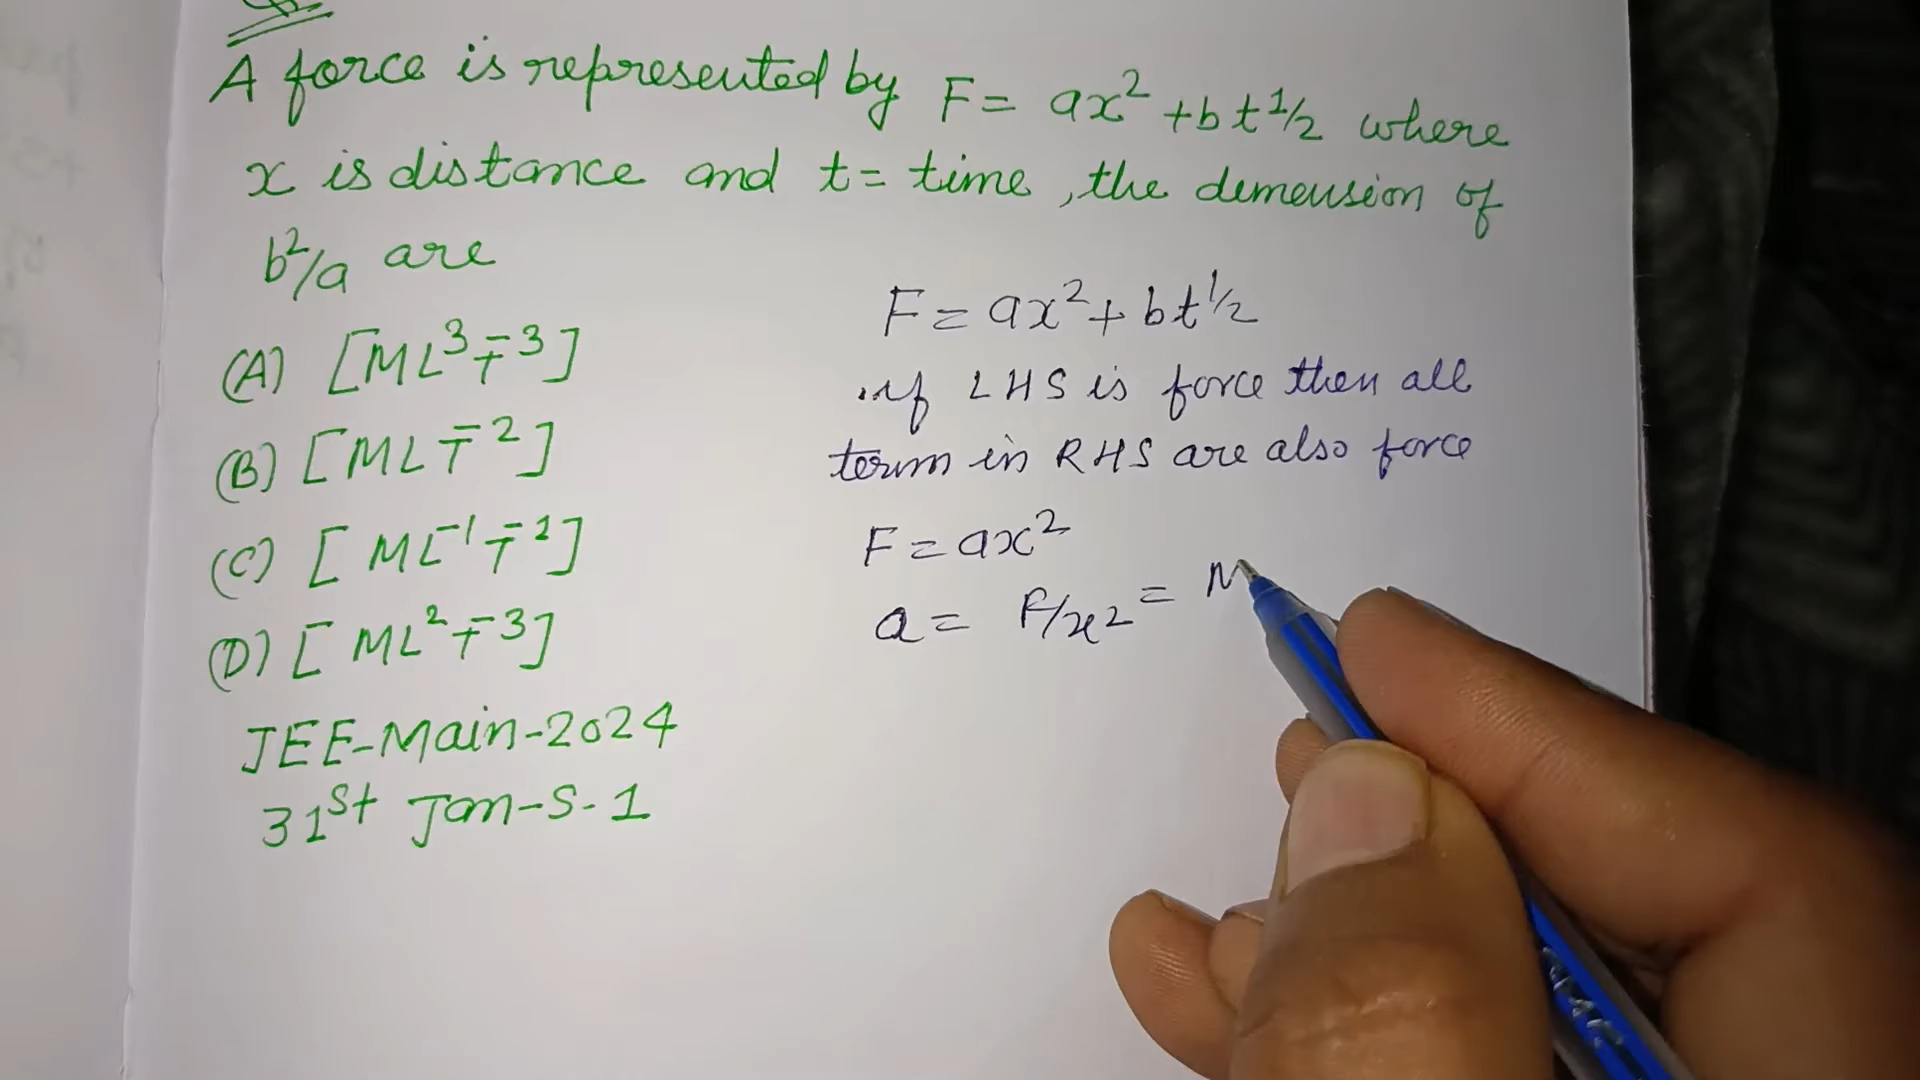 A force is represented by F = ax² + bt^1/2 where
x is distance and t = time, the demension of
b²/a are
(A) [ML³T⁻³]
(B) [MLT⁻²]
(C) [ML⁻¹T⁻¹]
(D) [ML²T⁻³]
JEE-Main-2024
31st Jan-S-1
F = ax² + bt^1/2
if LHS is force then all
term in RHS are also force
F = ax²
a = F/x² = M